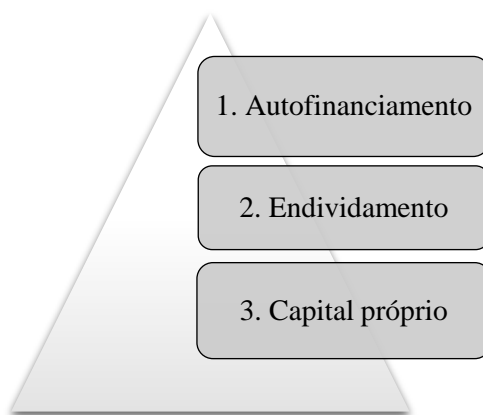 1. Autofinanciamento
2. Endividamento
3. Capital próprio